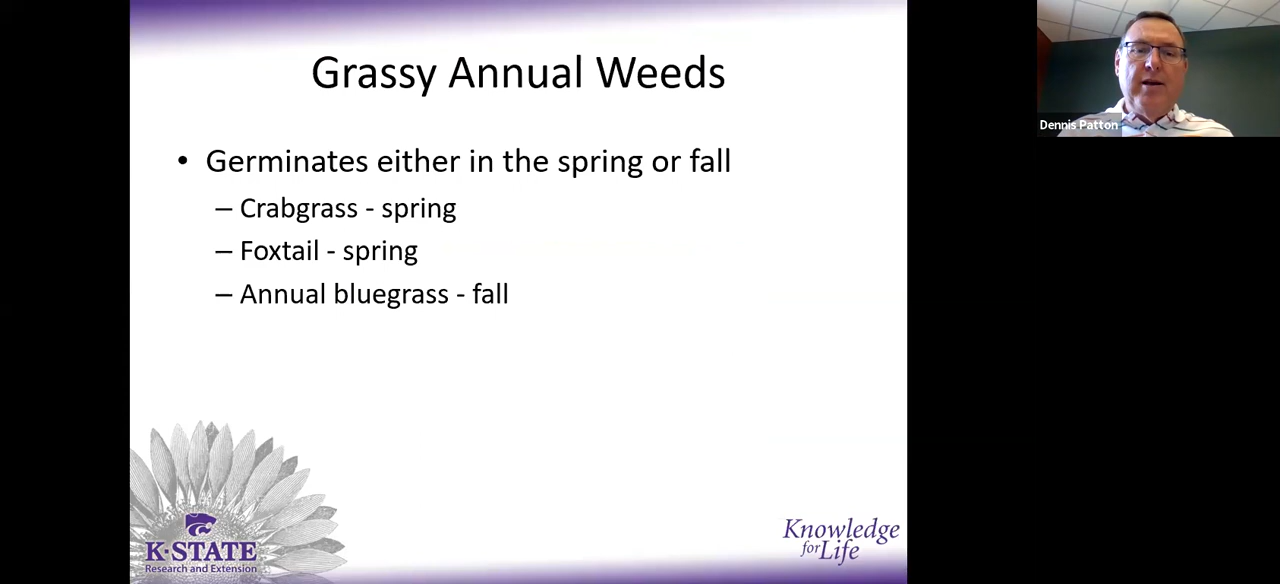 Grassy Annual Weeds
• Germinates either in the spring or fall
– Crabgrass - spring
– Foxtail - spring
– Annual bluegrass - fall
K-STATE
Research and Extension
Knowledge
for Life
Dennis Patton